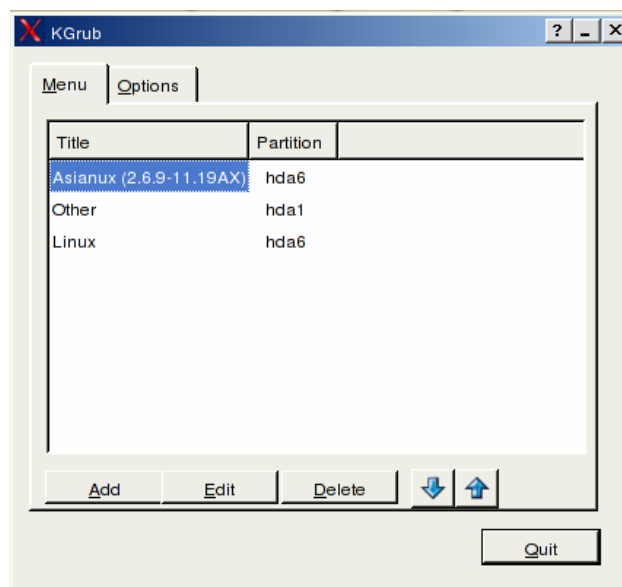 KGrub
Menu Options
Title Partition
Asianux (2.6.9-11.19AX) hda6
Other hda1
Linux hda6
Add Edit Delete
Quit